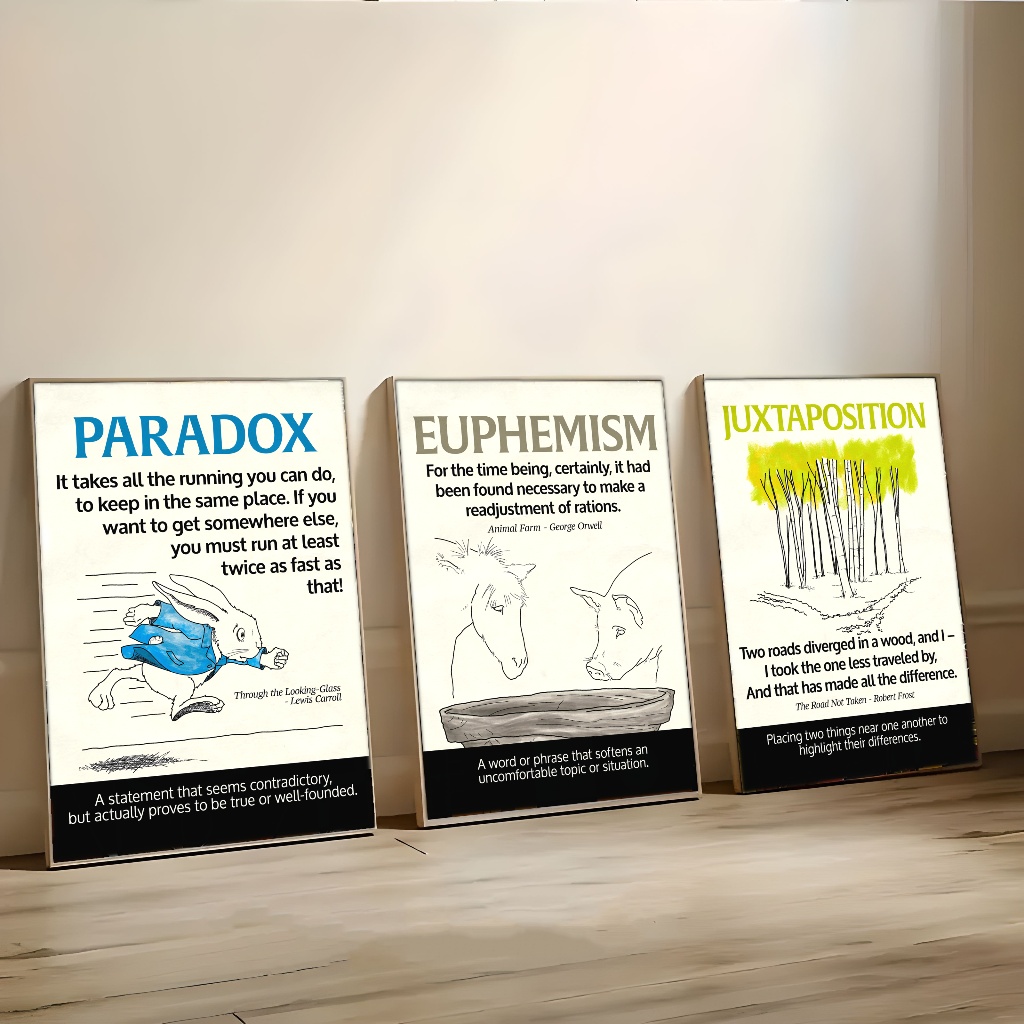 PARADOX
It takes all the running you can do,
to keep in the same place. If you
want to get somewhere else,
you must run at least
twice as fast as
that!
Through the Looking-Glass
- Lewis Carroll
A statement that seems contradictory,
but actually proves to be true or well-founded.
EUPHEMISM
For the time being, certainly, it had
been found necessary to make a
readjustment of rations.
Animal Farm - George Orwell
A word or phrase that softens an
uncomfortable topic or situation.
JUXTAPOSITION
Two roads diverged in a wood, and I –
I took the one less traveled by,
And that has made all the difference.
The Road Not Taken - Robert Frost
Placing two things near one another to
highlight their differences.